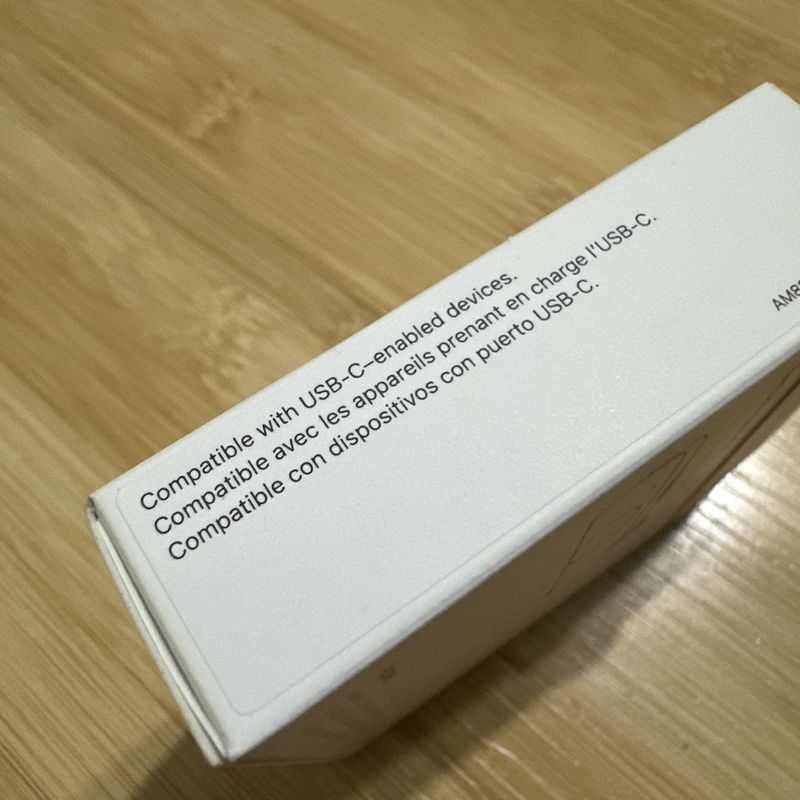 Compatible with USB-C–enabled devices.
Compatible avec les appareils prenant en charge l'USB-C.
Compatible con dispositivos con puerto USB-C.